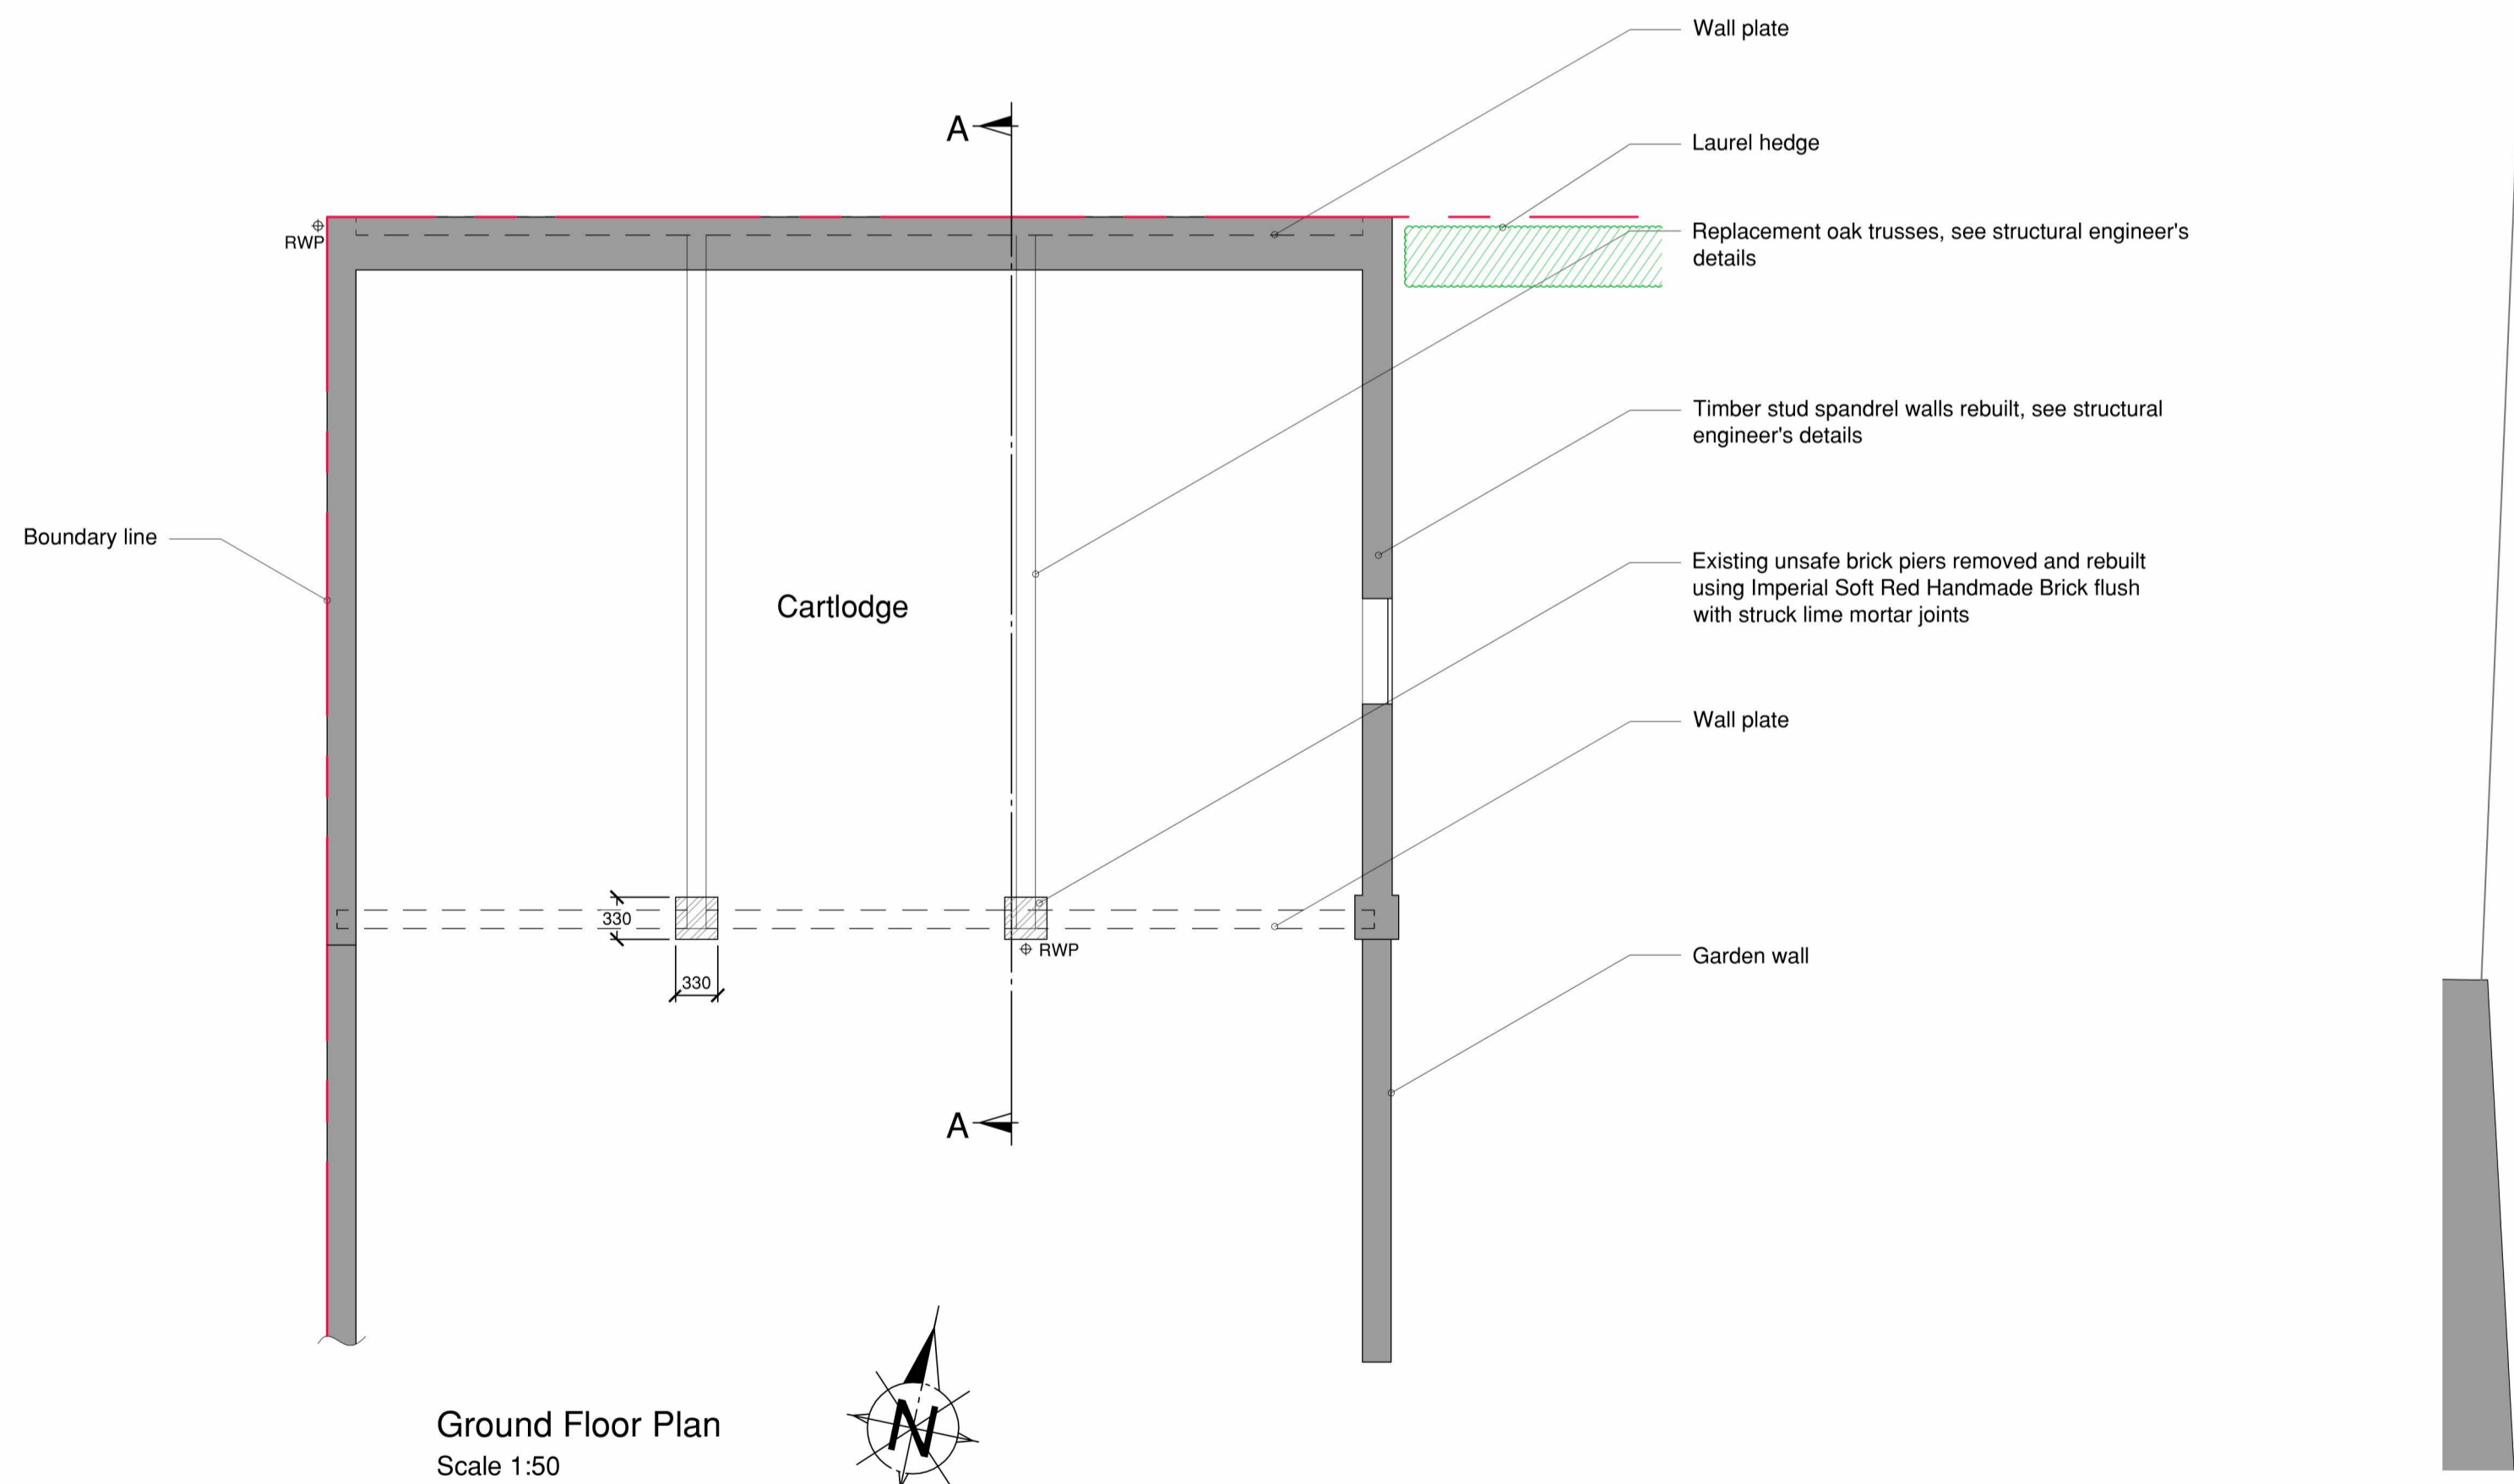 Wall plate
A
Laurel hedge
RWP
Replacement oak trusses, see structural engineer's
details
Timber stud spandrel walls rebuilt, see structural
engineer's details
Boundary line
Existing unsafe brick piers removed and rebuilt
using Imperial Soft Red Handmade Brick flush
with struck lime mortar joints
Cartlodge
Wall plate
330
RWP
Garden wall
330
A
N
Ground Floor Plan
Scale 1:50